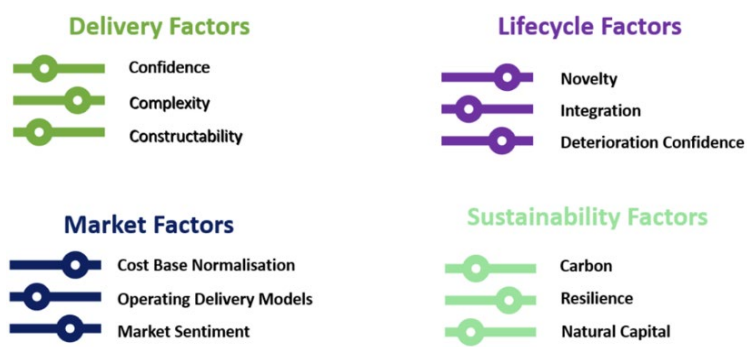 Delivery Factors
Confidence
Complexity
Constructability
Lifecycle Factors
Novelty
Integration
Deterioration Confidence
Market Factors
Cost Base Normalisation
Operating Delivery Models
Market Sentiment
Sustainability Factors
Carbon
Resilience
Natural Capital